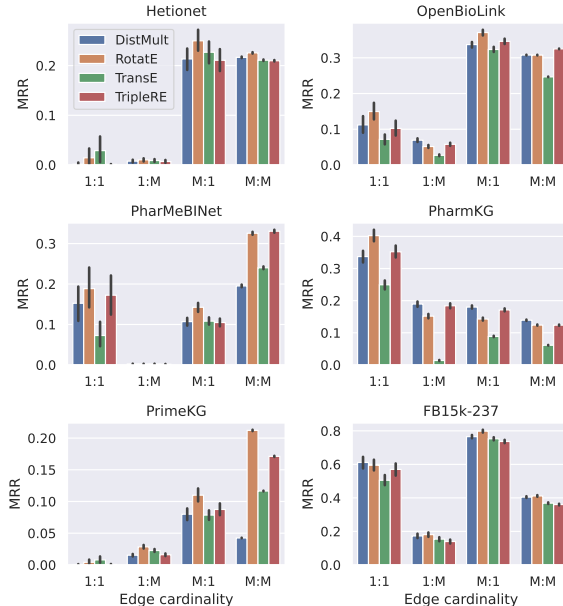 Hetionet
MRR
0.2
0.1
0.0
DistMult
RotatE
TransE
TripleRE
1:1 1:M M:1 M:M
OpenBioLink
MRR
0.3
0.2
0.1
0.0
1:1 1:M M:1 M:M
PharMeBINet
MRR
0.3
0.2
0.1
0.0
1:1 1:M M:1 M:M
PharmKG
MRR
0.4
0.3
0.2
0.1
0.0
1:1 1:M M:1 M:M
PrimeKG
MRR
0.20
0.15
0.10
0.05
0.00
1:1 1:M M:1 M:M
Edge cardinality
FB15k-237
MRR
0.8
0.6
0.4
0.2
0.0
1:1 1:M M:1 M:M
Edge cardinality